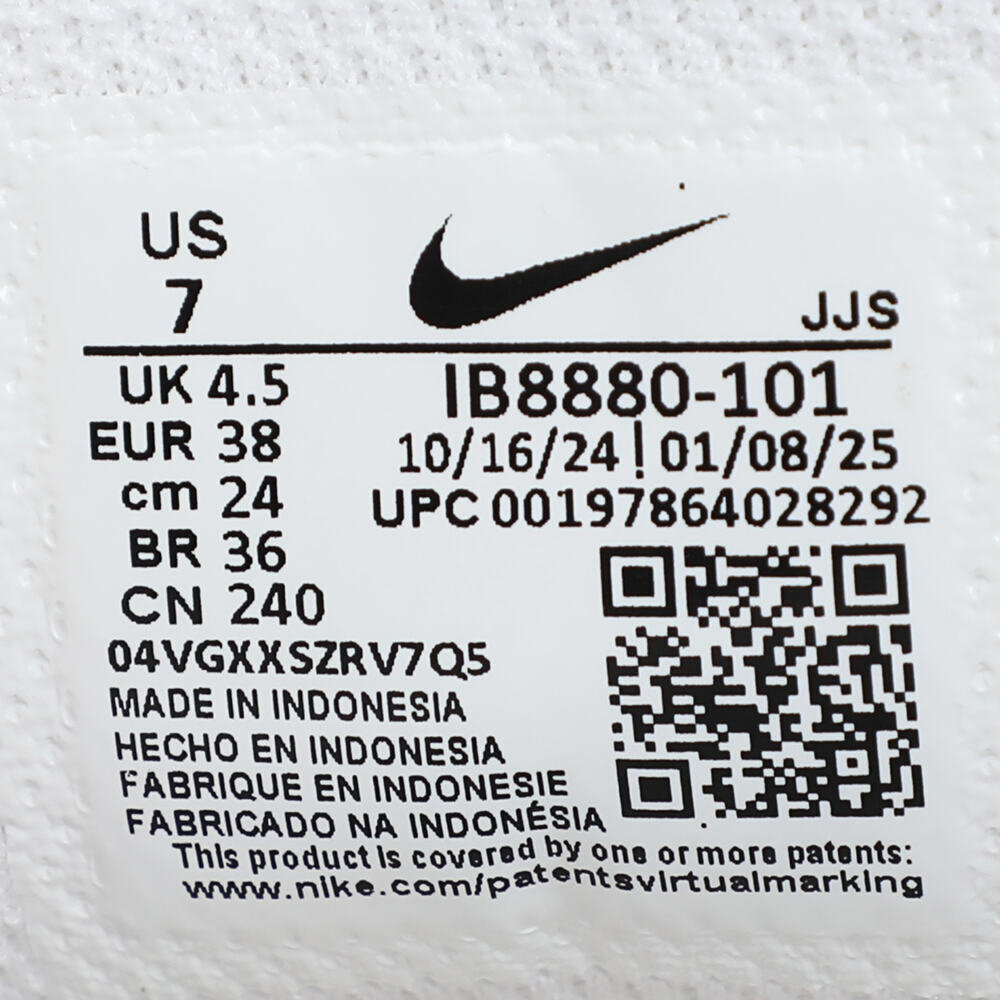 US
7
JJS
UK 4.5
EUR 38
cm 24
BR 36
CN 240
IB8880-101
10/16/24 | 01/08/25
UPC 00197864028292
04VGXXSZRV7Q5
MADE IN INDONESIA
HECHO EN INDONESIA
FABRIQUE EN INDONESIE
FABRICADO NA INDONÉSIA
This product is covered by one or more patents:
www.nike.com/patentsvirtualmarking